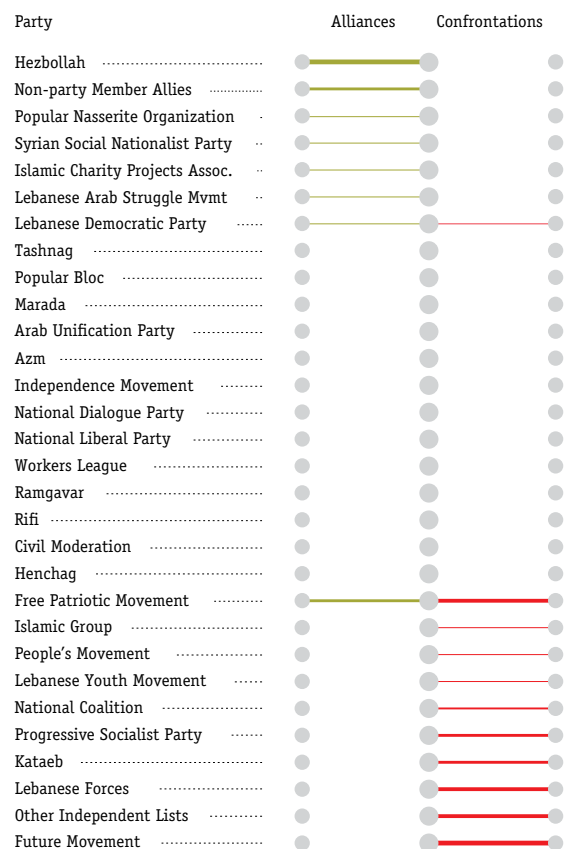 Party Alliances Confrontations
Hezbollah
Non-party Member Allies
Popular Nasserite Organization
Syrian Social Nationalist Party
Islamic Charity Projects Assoc.
Lebanese Arab Struggle Mvmt
Lebanese Democratic Party
Tashnag
Popular Bloc
Marada
Arab Unification Party
Azm
Independence Movement
National Dialogue Party
National Liberal Party
Workers League
Ramgavar
Rifi
Civil Moderation
Henchag
Free Patriotic Movement
Islamic Group
People's Movement
Lebanese Youth Movement
National Coalition
Progressive Socialist Party
Kataeb
Lebanese Forces
Other Independent Lists
Future Movement